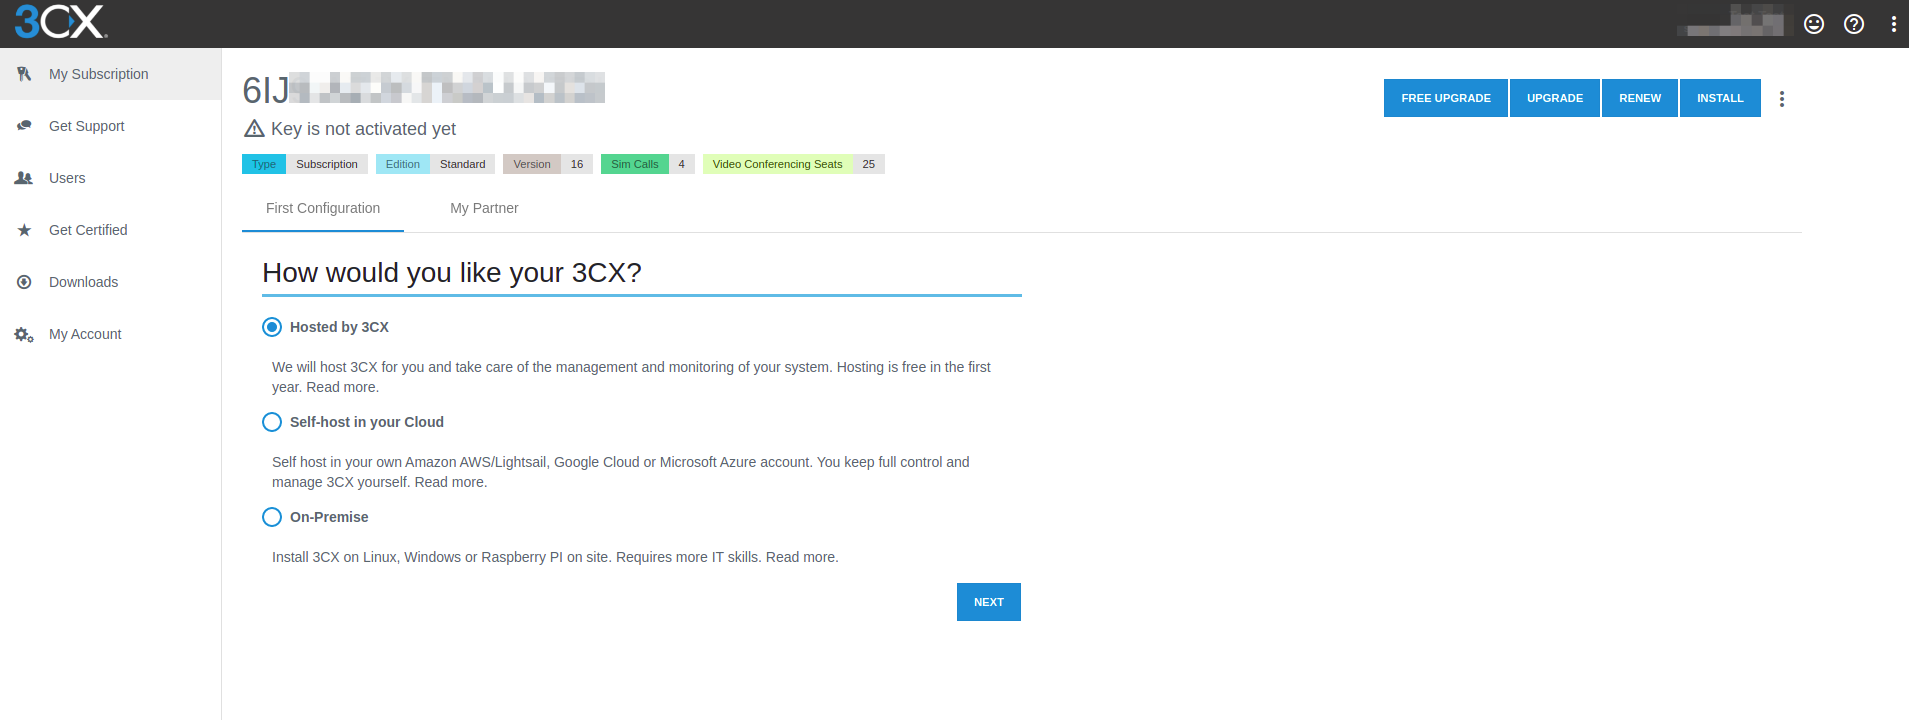 3CX
My Subscription
Get Support
Users
Get Certified
Downloads
My Account
6IJ
FREE UPGRADE
UPGRADE
RENEW
INSTALL
Key is not activated yet
Type Subscription Edition Standard Version 16 Sim Calls 4 Video Conferencing Seats 25
First Configuration
My Partner
How would you like your 3CX?
Hosted by 3CX
We will host 3CX for you and take care of the management and monitoring of your system. Hosting is free in the first
year. Read more.
Self-host in your Cloud
Self host in your own Amazon AWS/Lightsail, Google Cloud or Microsoft Azure account. You keep full control and
manage 3CX yourself. Read more.
On-Premise
Install 3CX on Linux, Windows or Raspberry PI on site. Requires more IT skills. Read more.
NEXT